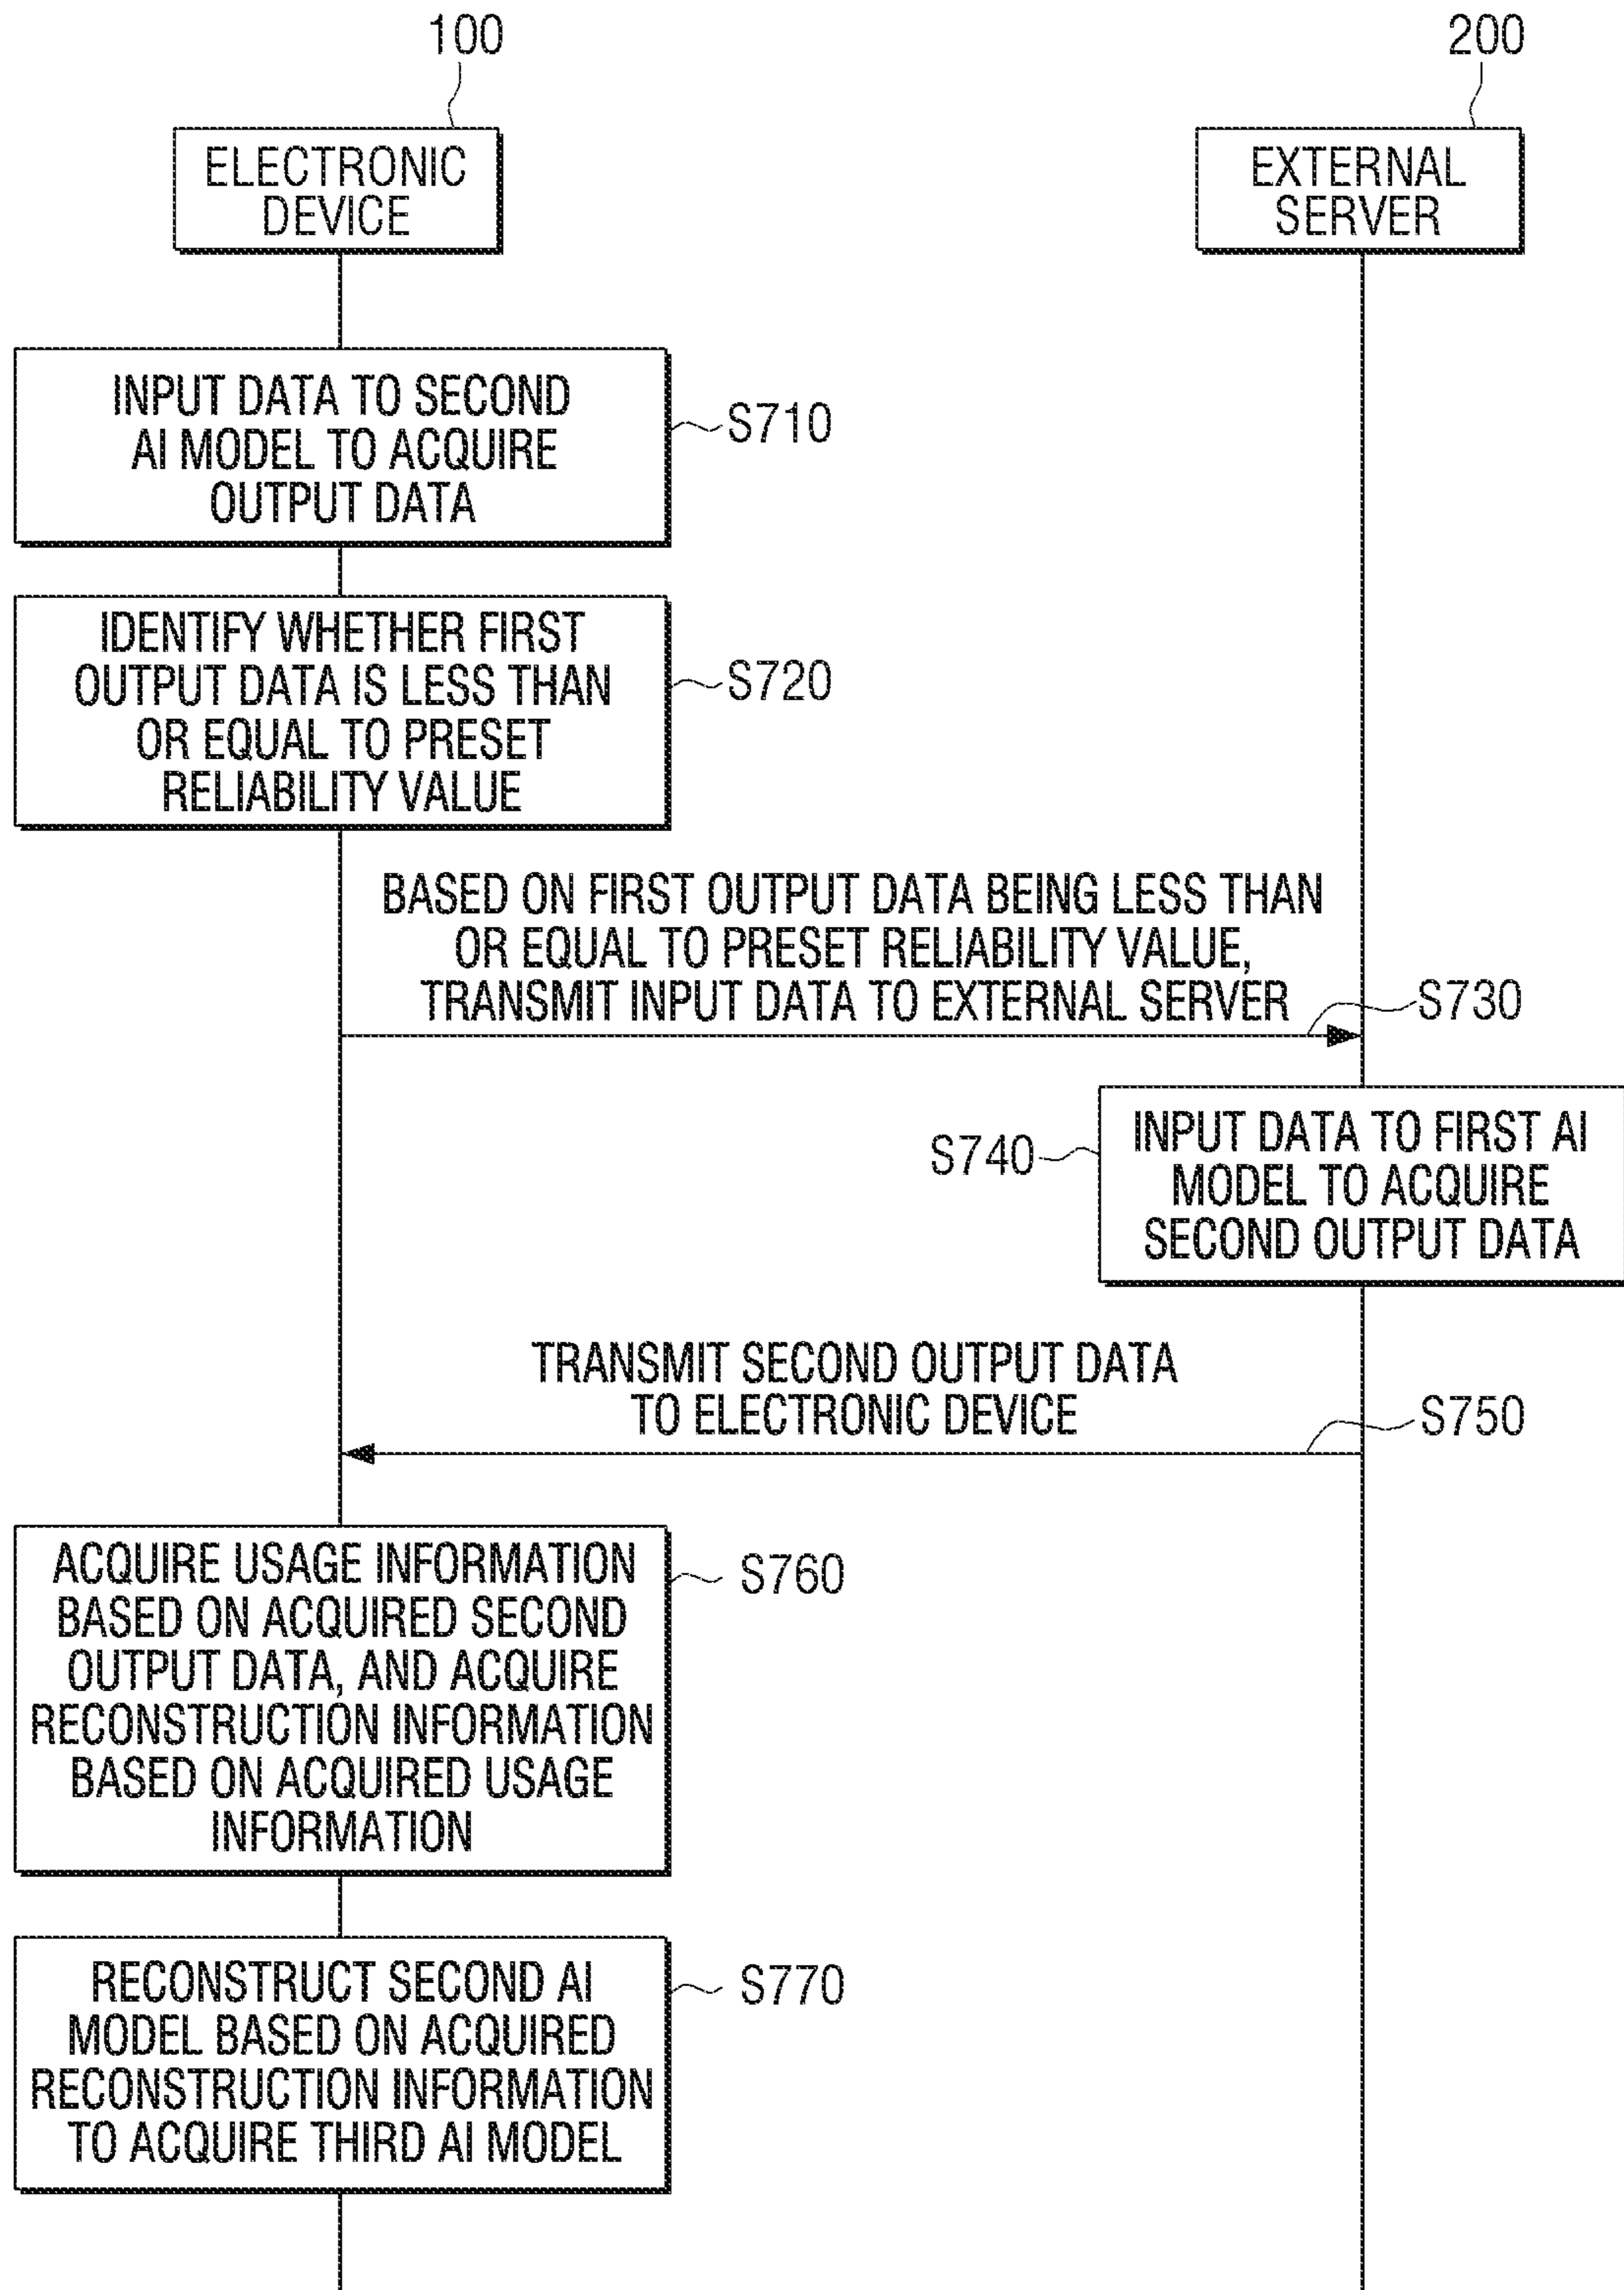 100
200
ELECTRONIC
DEVICE
EXTERNAL
SERVER
INPUT DATA TO SECOND
AI MODEL TO ACQUIRE
OUTPUT DATA
S710
IDENTIFY WHETHER FIRST
OUTPUT DATA IS LESS THAN
OR EQUAL TO PRESET
RELIABILITY VALUE
S720
BASED ON FIRST OUTPUT DATA BEING LESS THAN
OR EQUAL TO PRESET RELIABILITY VALUE,
TRANSMIT INPUT DATA TO EXTERNAL SERVER
S730
S740
INPUT DATA TO FIRST AI
MODEL TO ACQUIRE
SECOND OUTPUT DATA
TRANSMIT SECOND OUTPUT DATA
TO ELECTRONIC DEVICE
S750
ACQUIRE USAGE INFORMATION
BASED ON ACQUIRED SECOND
OUTPUT DATA, AND ACQUIRE
RECONSTRUCTION INFORMATION
BASED ON ACQUIRED USAGE
INFORMATION
S760
RECONSTRUCT SECOND AI
MODEL BASED ON ACQUIRED
RECONSTRUCTION INFORMATION
TO ACQUIRE THIRD AI MODEL
S770